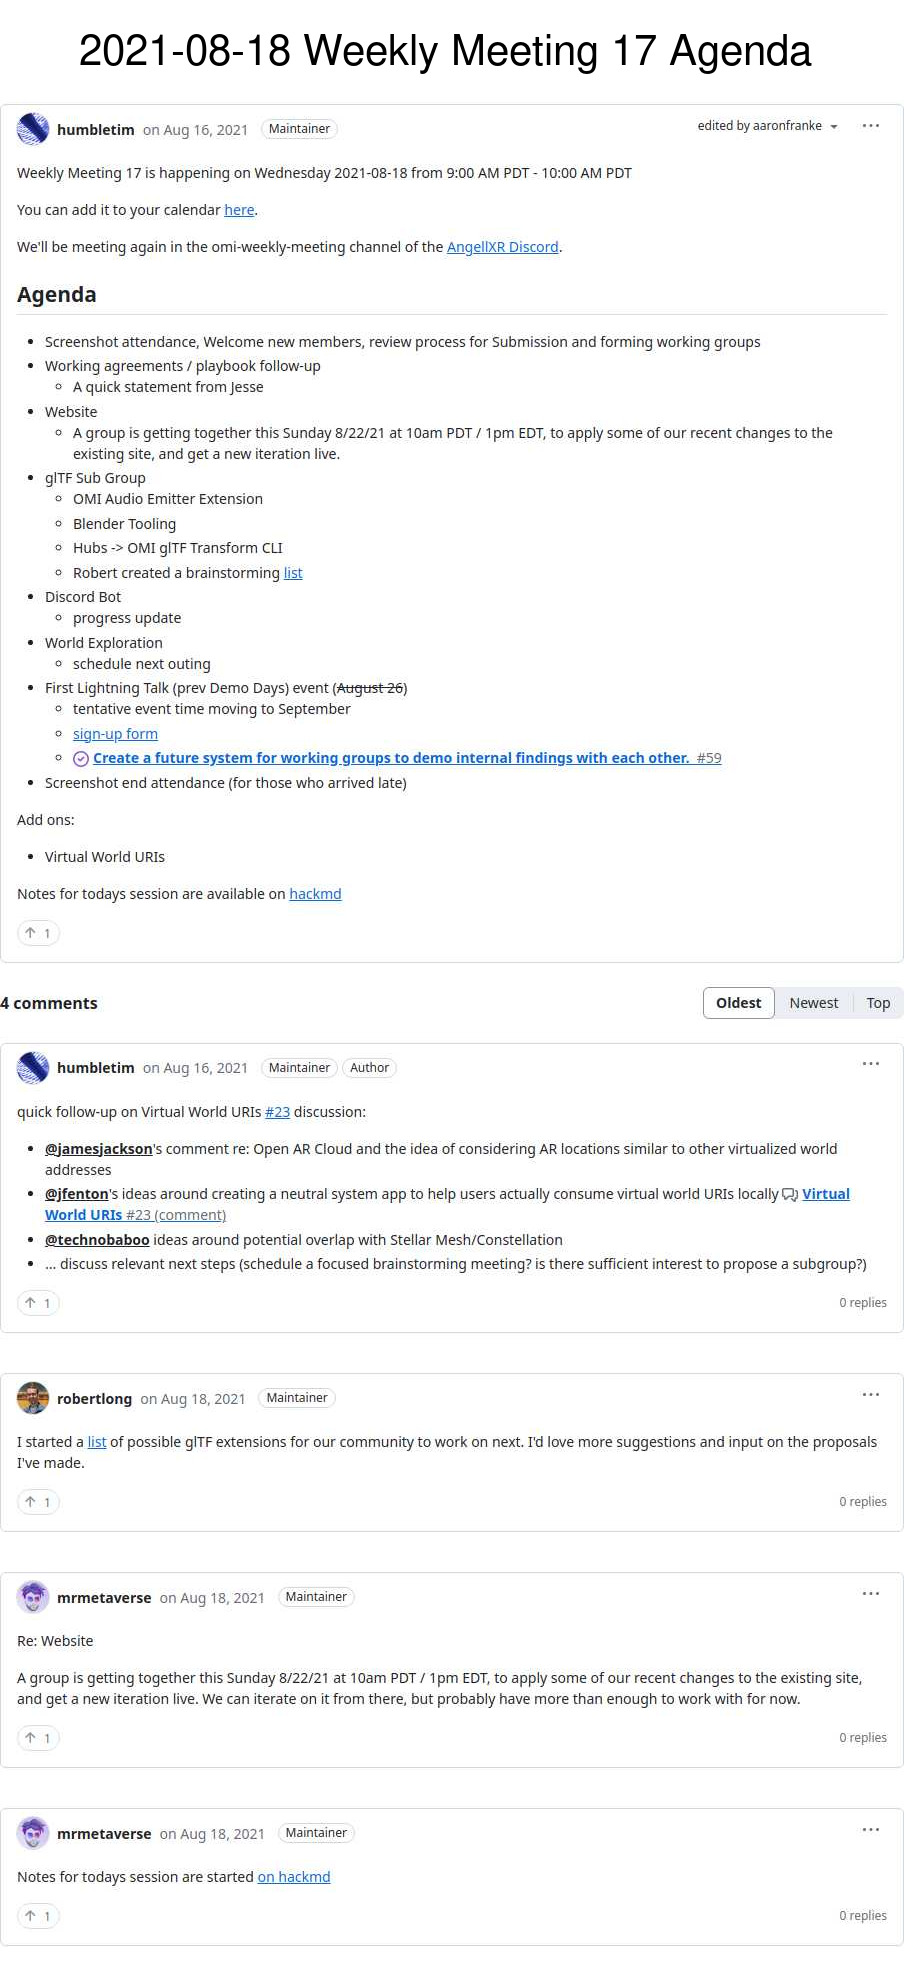 2021-08-18 Weekly Meeting 17 Agenda
humbletim on Aug 16, 2021 Maintainer edited by aaronfranke
Weekly Meeting 17 is happening on Wednesday 2021-08-18 from 9:00 AM PDT - 10:00 AM PDT
You can add it to your calendar here.
We'll be meeting again in the omi-weekly-meeting channel of the AngellXR Discord.
Agenda
• Screenshot attendance, Welcome new members, review process for Submission and forming working groups
• Working agreements / playbook follow-up
◦ A quick statement from Jesse
• Website
◦ A group is getting together this Sunday 8/22/21 at 10am PDT / 1pm EDT, to apply some of our recent changes to the
existing site, and get a new iteration live.
• glTF Sub Group
◦ OMI Audio Emitter Extension
◦ Blender Tooling
◦ Hubs -> OMI glTF Transform CLI
◦ Robert created a brainstorming list
• Discord Bot
◦ progress update
• World Exploration
◦ schedule next outing
• First Lightning Talk (prev Demo Days) event (August 26)
◦ tentative event time moving to September
◦ sign-up form
◦ Create a future system for working groups to demo internal findings with each other. #59
• Screenshot end attendance (for those who arrived late)
Add ons:
• Virtual World URIs
Notes for todays session are available on hackmd
↑ 1
4 comments Oldest Newest Top
humbletim on Aug 16, 2021 Maintainer Author
quick follow-up on Virtual World URIs #23 discussion:
• @jamesjackson's comment re: Open AR Cloud and the idea of considering AR locations similar to other virtualized world
addresses
• @jfenton's ideas around creating a neutral system app to help users actually consume virtual world URIs locally Virtual
World URIs #23 (comment)
• @technobaboo ideas around potential overlap with Stellar Mesh/Constellation
• ... discuss relevant next steps (schedule a focused brainstorming meeting? is there sufficient interest to propose a subgroup?)
↑ 1 0 replies
robertlong on Aug 18, 2021 Maintainer
I started a list of possible glTF extensions for our community to work on next. I'd love more suggestions and input on the proposals
I've made.
↑ 1 0 replies
mrmetaverse on Aug 18, 2021 Maintainer
Re: Website
A group is getting together this Sunday 8/22/21 at 10am PDT / 1pm EDT, to apply some of our recent changes to the existing site,
and get a new iteration live. We can iterate on it from there, but probably have more than enough to work with for now.
↑ 1 0 replies
mrmetaverse on Aug 18, 2021 Maintainer
Notes for todays session are started on hackmd
↑ 1 0 replies